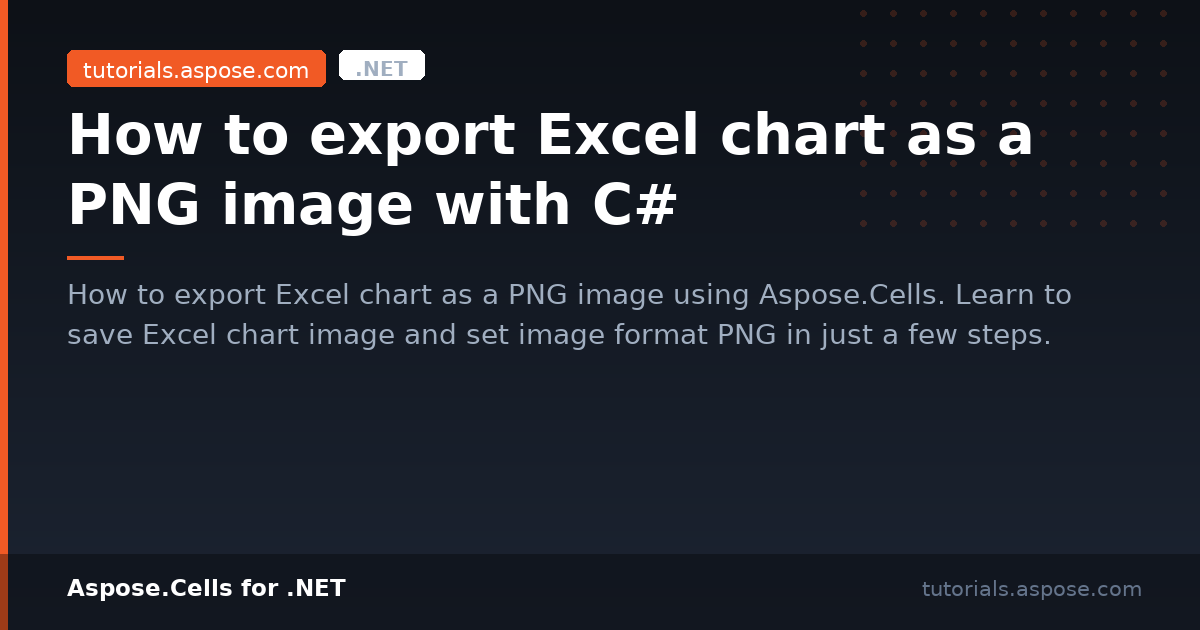 tutorials.aspose.com
.NET
How to export Excel chart as a
PNG image with C#
How to export Excel chart as a PNG image using Aspose.Cells. Learn to
save Excel chart image and set image format PNG in just a few steps.
Aspose.Cells for .NET
tutorials.aspose.com